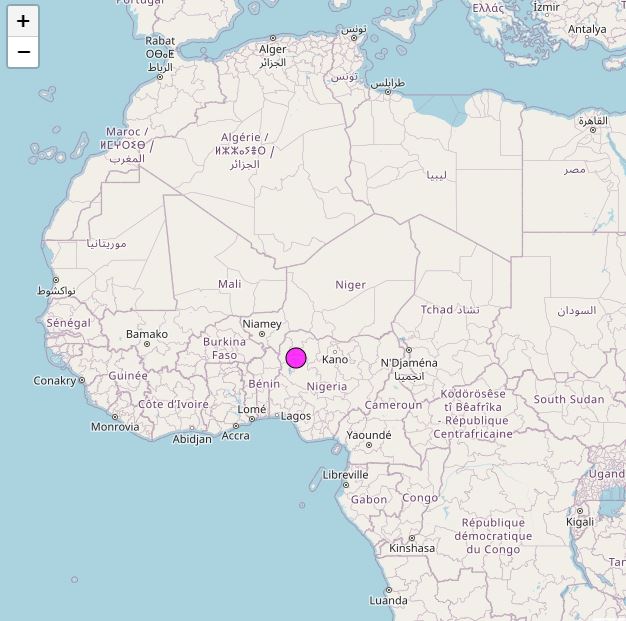 +
−
Portugal
Ελλάς
İzmir
Antalya
Rabat
ⵔⴱⴰⵟ
الرباط
Alger
الجزائر
تونس
تونس
طرابلس
القاهرة
Maroc /
ⵍⵎⵖⵔⵉⴱ /
المغرب
Algérie /
ⵍⵣⵣⴰⵢⴻⵔ /
الجزائر
ليبيا
مصر
موريتانيا
نواكشوط
Mali
Niger
Tchad تشاد
السودان
Sénégal
Bamako
Burkina
Faso
Niamey
Kano
N'Djaména
انجمينا
Conakry
Guinée
Bénin
Nigeria
Côte d'Ivoire
Lomé
Lagos
Monrovia
Abidjan
Accra
Cameroun
Ködörösêse
tî Bêafrîka
- République
Centrafricaine
South Sudan
Yaoundé
Libreville
Gabon
Congo
Ugand
Kigali
République
démocratique
du Congo
Kinshasa
Tan
Luanda